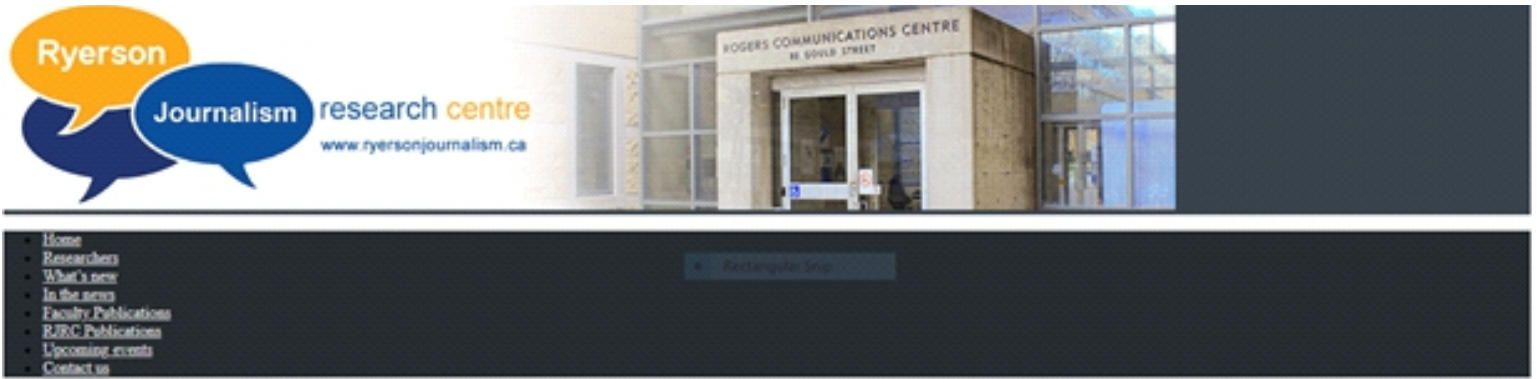 Ryerson
Journalism
research centre
www.ryersonjournalism.ca
ROGERS COMMUNICATIONS CENTRE
80 GOULD STREET
Home
Researchers
What's new
In the news
Faculty Publications
RJRC Publications
Upcoming events
Contact us
Rectangular Snip